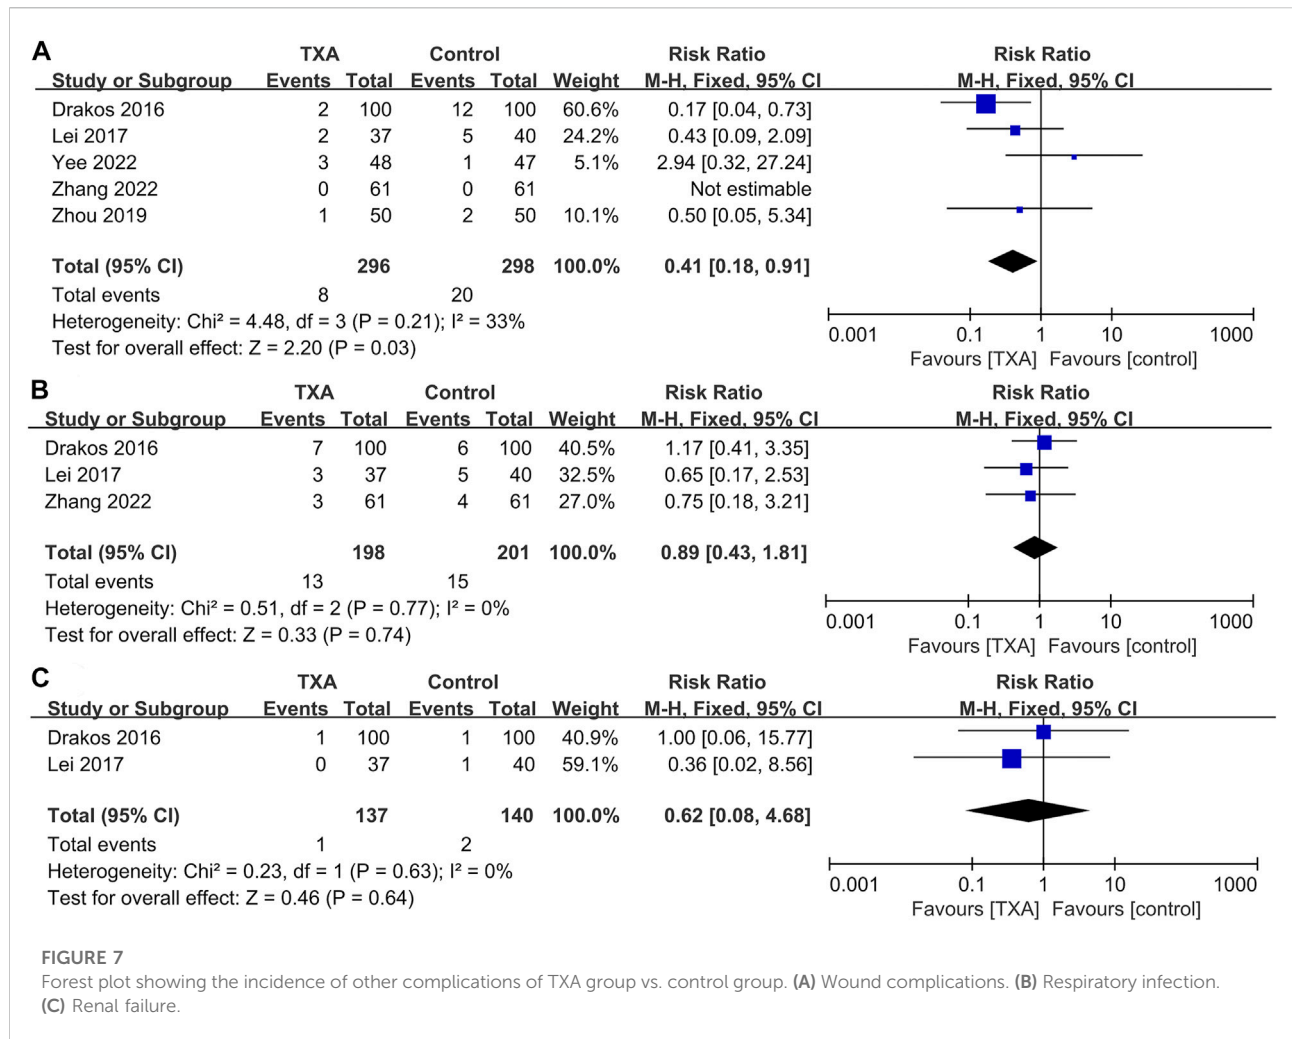 A
TXA Control Risk Ratio Risk Ratio
Study or Subgroup Events Total Events Total Weight M-H, Fixed, 95% CI M-H, Fixed, 95% CI
Drakos 2016 2 100 12 100 60.6% 0.17 [0.04, 0.73]
Lei 2017 2 37 5 40 24.2% 0.43 [0.09, 2.09]
Yee 2022 3 48 1 47 5.1% 2.94 [0.32, 27.24]
Zhang 2022 0 61 0 61 Not estimable
Zhou 2019 1 50 2 50 10.1% 0.50 [0.05, 5.34]
Total (95% CI) 296 298 100.0% 0.41 [0.18, 0.91]
Total events 8 20
Heterogeneity: Chi² = 4.48, df = 3 (P = 0.21); I² = 33%
Test for overall effect: Z = 2.20 (P = 0.03)
0.001 0.1 1 10 1000
Favours [TXA] Favours [control]
B
TXA Control Risk Ratio Risk Ratio
Study or Subgroup Events Total Events Total Weight M-H, Fixed, 95% CI M-H, Fixed, 95% CI
Drakos 2016 7 100 6 100 40.5% 1.17 [0.41, 3.35]
Lei 2017 3 37 5 40 32.5% 0.65 [0.17, 2.53]
Zhang 2022 3 61 4 61 27.0% 0.75 [0.18, 3.21]
Total (95% CI) 198 201 100.0% 0.89 [0.43, 1.81]
Total events 13 15
Heterogeneity: Chi² = 0.51, df = 2 (P = 0.77); I² = 0%
Test for overall effect: Z = 0.33 (P = 0.74)
0.001 0.1 1 10 1000
Favours [TXA] Favours [control]
C
TXA Control Risk Ratio Risk Ratio
Study or Subgroup Events Total Events Total Weight M-H, Fixed, 95% CI M-H, Fixed, 95% CI
Drakos 2016 1 100 1 100 40.9% 1.00 [0.06, 15.77]
Lei 2017 0 37 1 40 59.1% 0.36 [0.02, 8.56]
Total (95% CI) 137 140 100.0% 0.62 [0.08, 4.68]
Total events 1 2
Heterogeneity: Chi² = 0.23, df = 1 (P = 0.63); I² = 0%
Test for overall effect: Z = 0.46 (P = 0.64)
0.001 0.1 1 10 1000
Favours [TXA] Favours [control]
FIGURE 7
Forest plot showing the incidence of other complications of TXA group vs. control group. (A) Wound complications. (B) Respiratory infection.
(C) Renal failure.